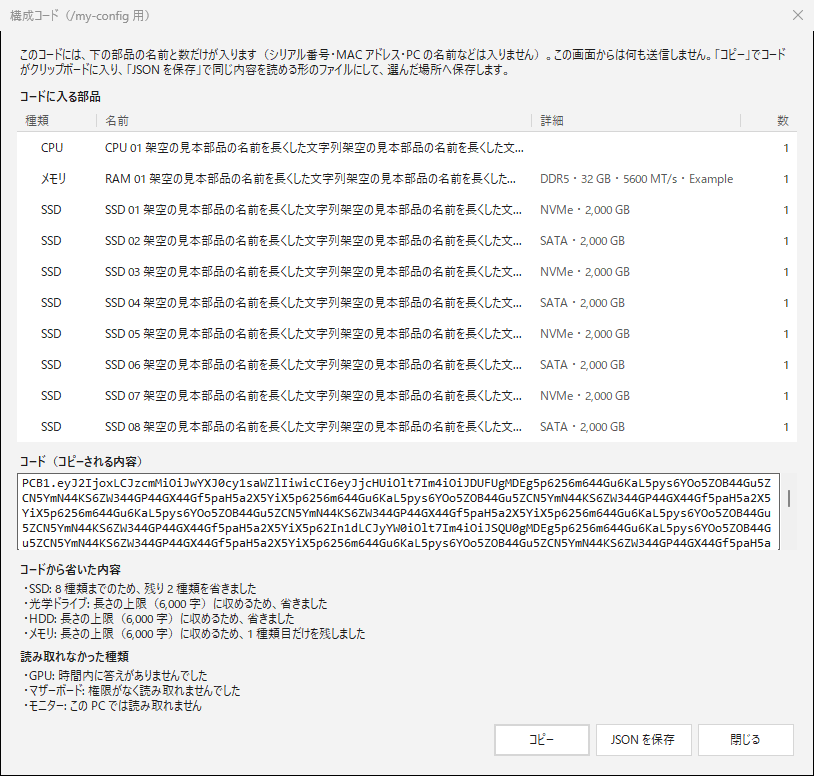 構成コード（/my-config 用）
このコードには、下の部品の名前と数だけが入ります（シリアル番号・MAC アドレス・PC の名前などは入りません）。この画面からは何も送信しません。「コピー」でコード
がクリップボードに入り、「JSON を保存」で同じ内容を読める形のファイルにして、選んだ場所へ保存します。
コードに入る部品
種類 名前 詳細 数
CPU CPU 01 架空の見本部品の名前を長くした文字列架空の見本部品の名前を長くした文... 1
メモリ RAM 01 架空の見本部品の名前を長くした文字列架空の見本部品の名前を長くした... DDR5・32 GB・5600 MT/s・Example 1
SSD SSD 01 架空の見本部品の名前を長くした文字列架空の見本部品の名前を長くした文... NVMe・2,000 GB 1
SSD SSD 02 架空の見本部品の名前を長くした文字列架空の見本部品の名前を長くした文... SATA・2,000 GB 1
SSD SSD 03 架空の見本部品の名前を長くした文字列架空の見本部品の名前を長くした文... NVMe・2,000 GB 1
SSD SSD 04 架空の見本部品の名前を長くした文字列架空の見本部品の名前を長くした文... SATA・2,000 GB 1
SSD SSD 05 架空の見本部品の名前を長くした文字列架空の見本部品の名前を長くした文... NVMe・2,000 GB 1
SSD SSD 06 架空の見本部品の名前を長くした文字列架空の見本部品の名前を長くした文... SATA・2,000 GB 1
SSD SSD 07 架空の見本部品の名前を長くした文字列架空の見本部品の名前を長くした文... NVMe・2,000 GB 1
SSD SSD 08 架空の見本部品の名前を長くした文字列架空の見本部品の名前を長くした文... SATA・2,000 GB 1
コード（コピーされる内容）
PCB1.eyJ2IjoxLCJzcmMiOiJwYXJ0cy1saWZlIiwicCI6eyJjcHUiOlt7Im4iOiJDUFUgMDEg5p6256m644Gu6KaL5pys6YOo5ZOB44Gu5Z
CN5YmN44KS6ZW344GP44GX44Gf5paH5a2X5YiX5p6256m644Gu6KaL5pys6YOo5ZOB44Gu5ZCN5YmN44KS6ZW344GP44GX44Gf5paH5a2X5
YiX5p6256m644Gu6KaL5pys6YOo5ZOB44Gu5ZCN5YmN44KS6ZW344GP44GX44Gf5paH5a2X5YiX5p6256m644Gu6KaL5pys6YOo5ZOB44Gu
5ZCN5YmN44KS6ZW344GP44GX44Gf5paH5a2X5YiX5p62In1dLCJyYW0iOlt7Im4iOiJSQU0gMDEg5p6256m644Gu6KaL5pys6YOo5ZOB44G
u5ZCN5YmN44KS6ZW344GP44GX44Gf5paH5a2X5YiX5p6256m644Gu6KaL5pys6YOo5ZOB44Gu5ZCN5YmN44KS6ZW344GP44GX44Gf5paH5a
コードから省いた内容
・SSD: 8 種類までのため、残り 2 種類を省きました
・光学ドライブ: 長さの上限（6,000 字）に収めるため、省きました
・HDD: 長さの上限（6,000 字）に収めるため、省きました
・メモリ: 長さの上限（6,000 字）に収めるため、1 種類目だけを残しました
読み取れなかった種類
・GPU: 時間内に答えがありませんでした
・マザーボード: 権限がなく読み取れませんでした
・モニター: この PC では読み取れません
コピー JSON を保存 閉じる